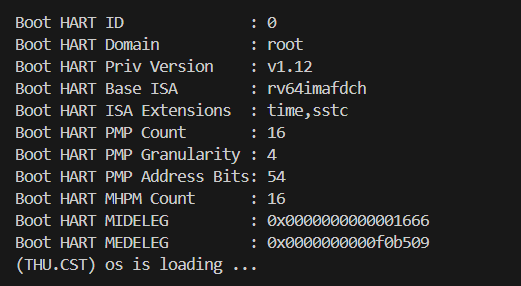 Boot HART ID              : 0
Boot HART Domain          : root
Boot HART Priv Version    : v1.12
Boot HART Base ISA        : rv64imafdch
Boot HART ISA Extensions  : time,sstc
Boot HART PMP Count       : 16
Boot HART PMP Granularity : 4
Boot HART PMP Address Bits: 54
Boot HART MHPM Count      : 16
Boot HART MIDELEG         : 0x0000000000001666
Boot HART MEDELEG         : 0x0000000000f0b509
(THU.CST) os is loading ...